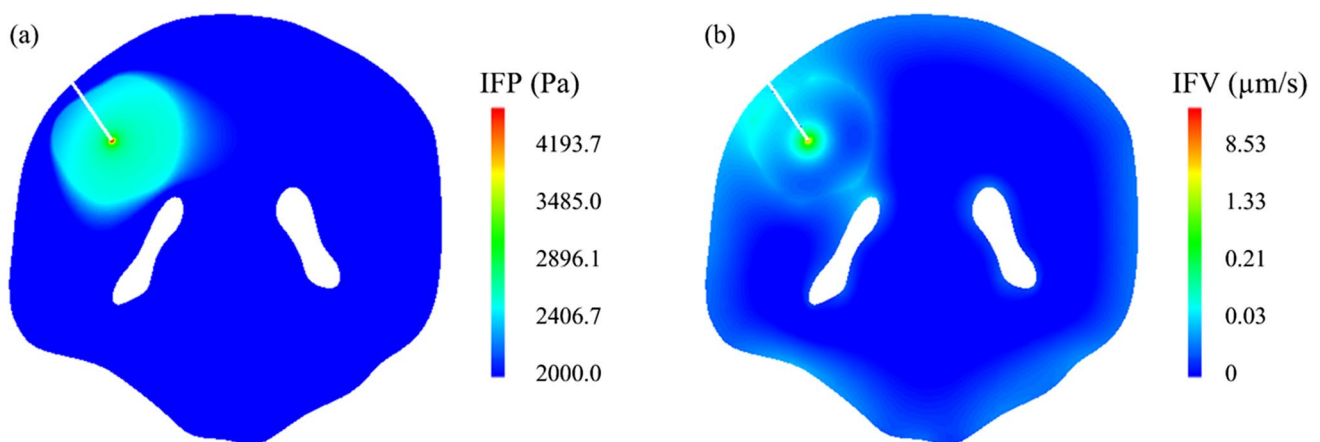 (a)
IFP (Pa)
4193.7
3485.0
2896.1
2406.7
2000.0
(b)
IFV (µm/s)
8.53
1.33
0.21
0.03
0